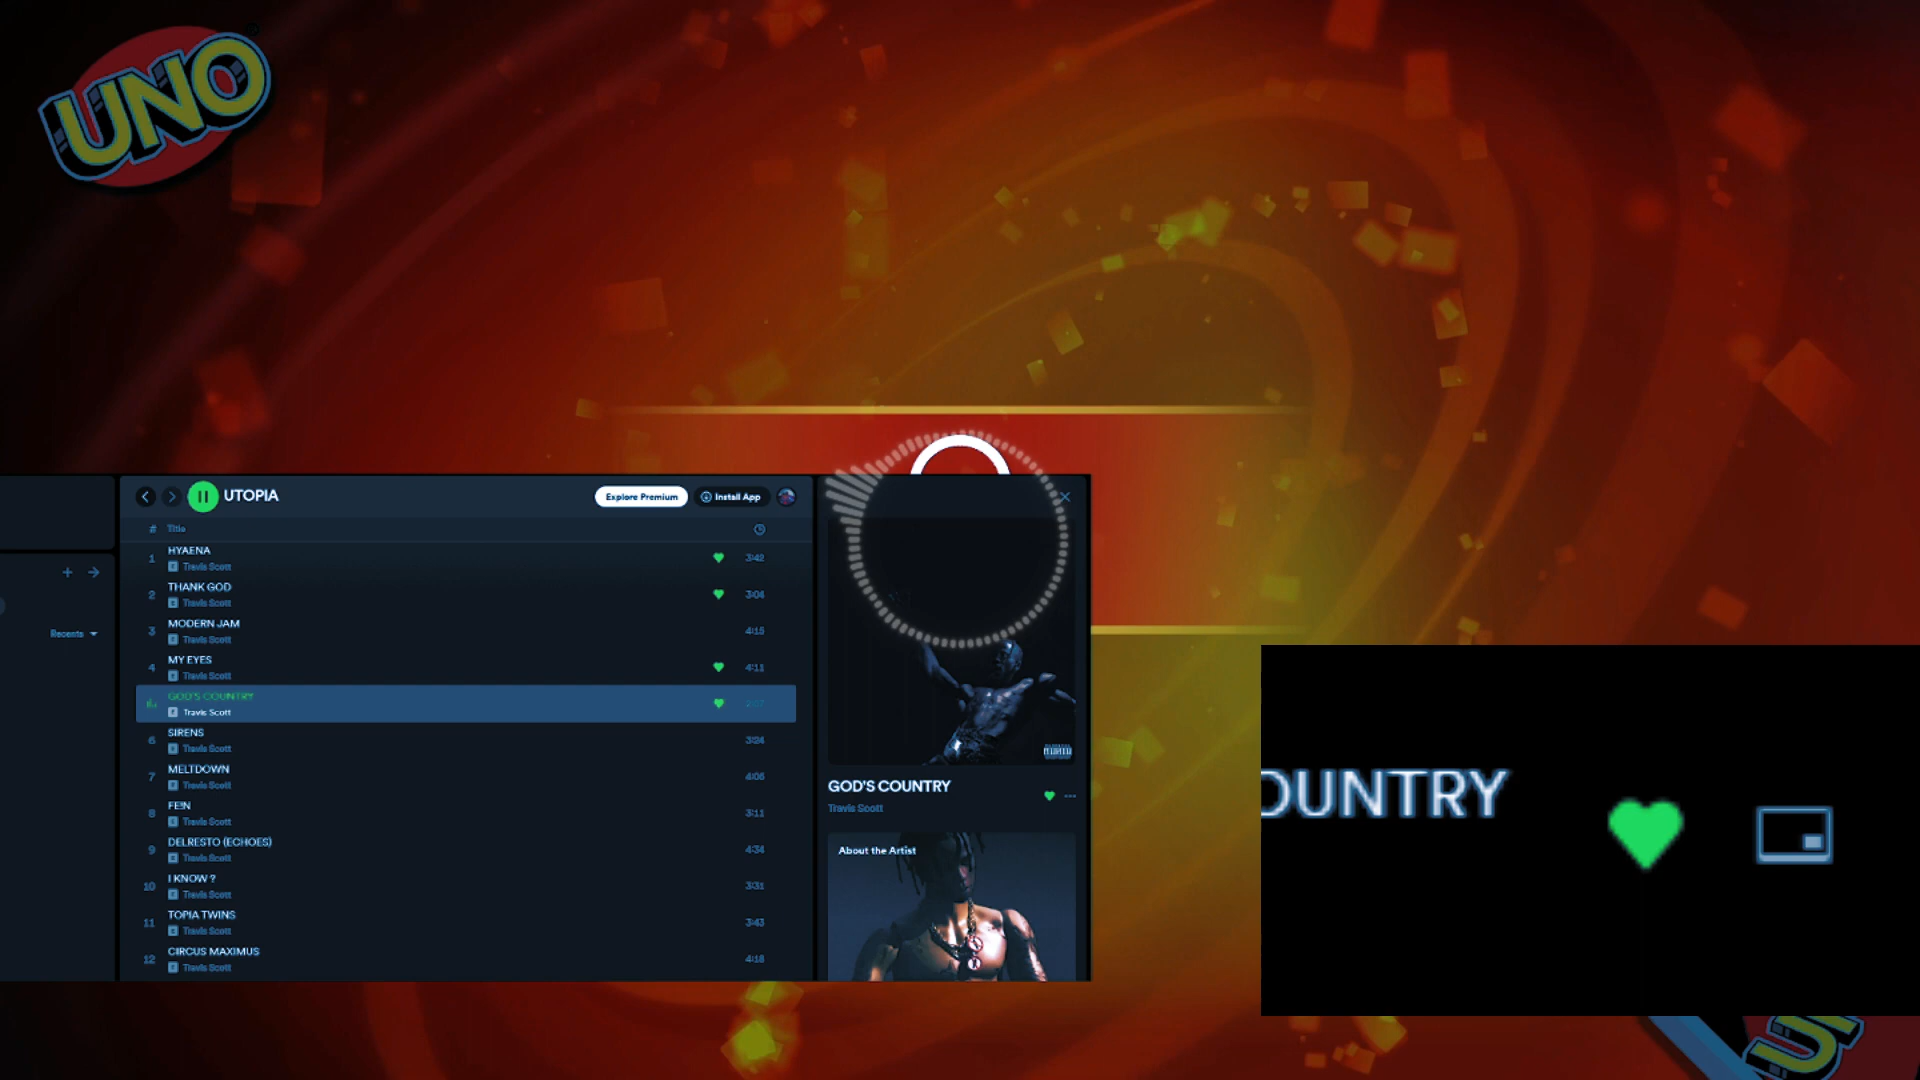 UNO
UTOPIA
Explore Premium
Install App
# Title
1 HYAENA 3:42
E Travis Scott
2 THANK GOD 3:04
E Travis Scott
3 MODERN JAM 4:15
E Travis Scott
Recents
4 MY EYES 4:11
E Travis Scott
GOD'S COUNTRY
E Travis Scott
6 SIRENS 3:24
E Travis Scott
7 MELTDOWN 4:06
E Travis Scott
8 FE!N 3:11
E Travis Scott
9 DELRESTO (ECHOES) 4:34
E Travis Scott
10 I KNOW ? 3:31
E Travis Scott
11 TOPIA TWINS 3:43
E Travis Scott
12 CIRCUS MAXIMUS 4:18
E Travis Scott
GOD'S COUNTRY
Travis Scott
About the Artist
OUNTRY